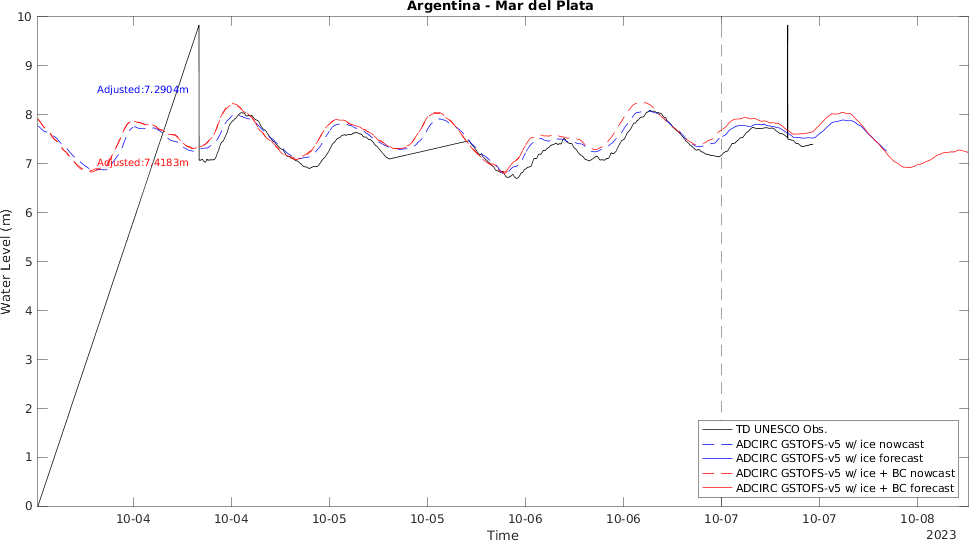 Argentina - Mar del Plata
10
9
8
7
6
5
4
3
2
1
0
Water Level (m)
Adjusted:7.2904m
Adjusted:7.4183m
TD UNESCO Obs.
ADCIRC GSTOFS-v5 w/ ice nowcast
ADCIRC GSTOFS-v5 w/ ice forecast
ADCIRC GSTOFS-v5 w/ ice + BC nowcast
ADCIRC GSTOFS-v5 w/ ice + BC forecast
10-04 10-04 10-05 10-05 10-06 10-06 10-07 10-07 10-08
Time
2023